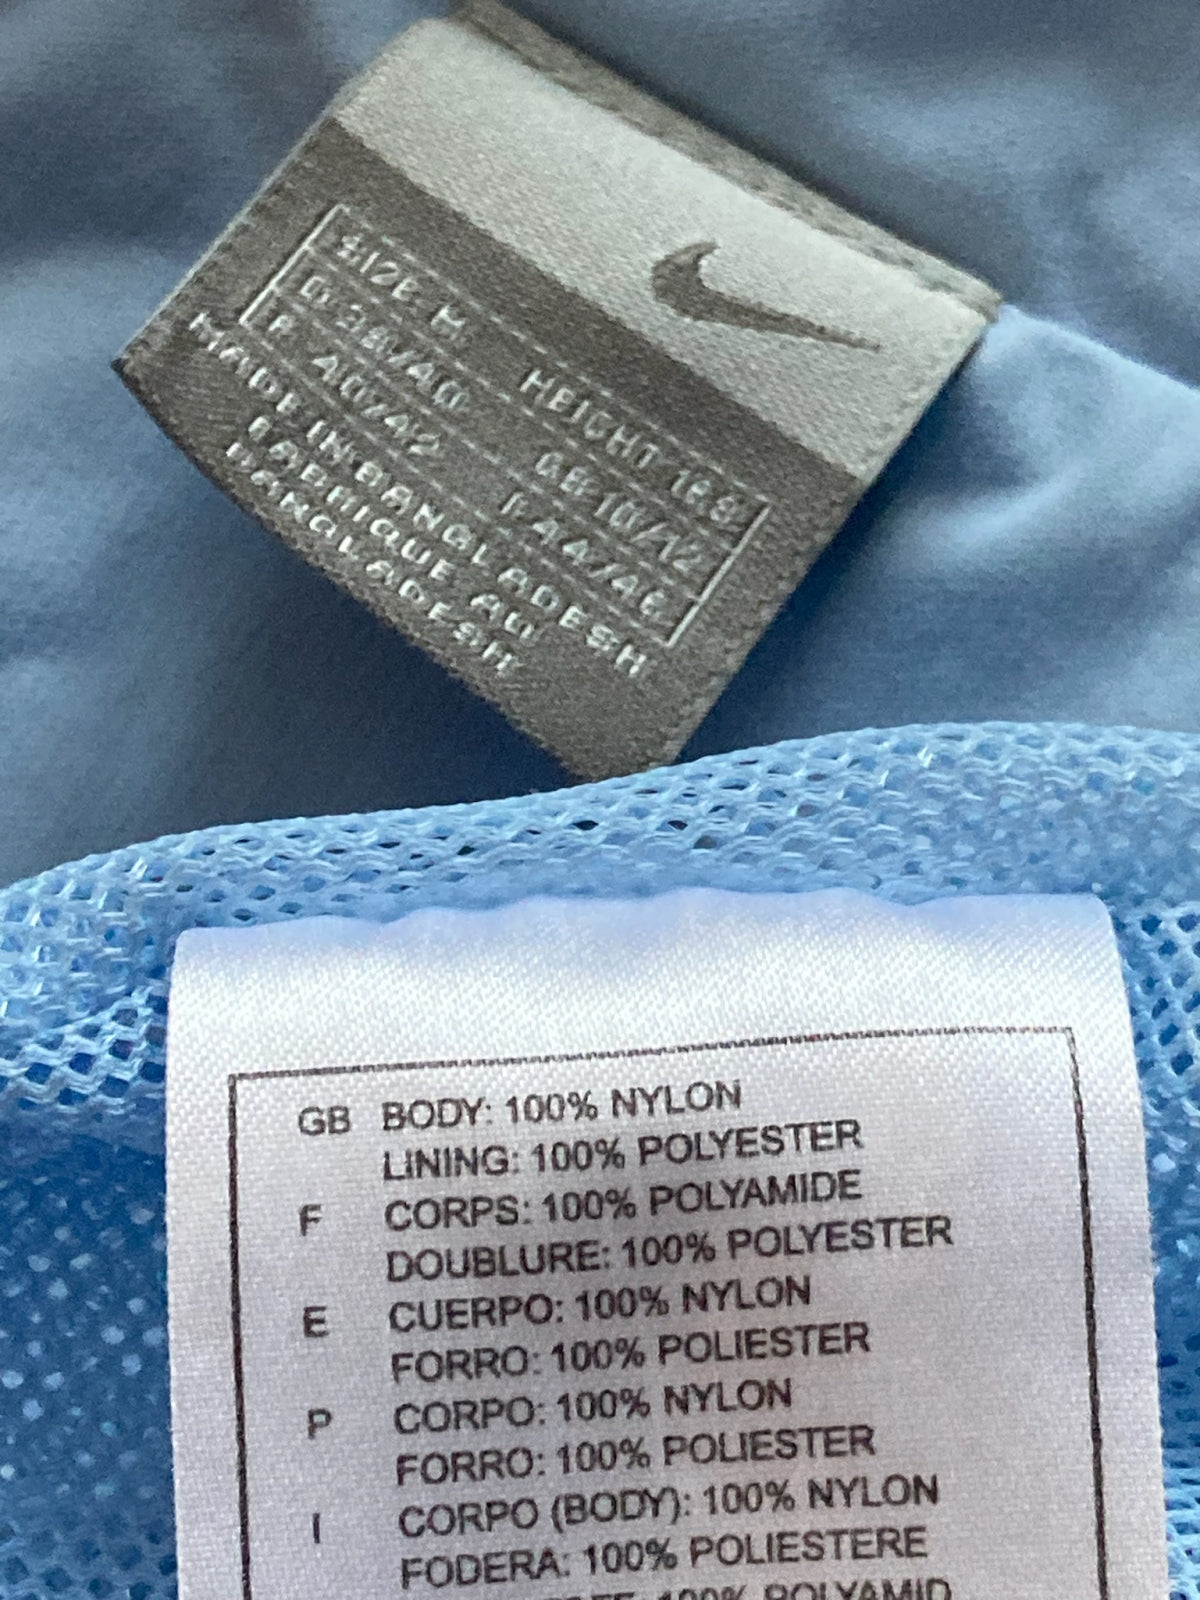 SIZE M HEIGHT 168
D 38/40 GB 10/12
F 40/42 I 44/46
MADE IN BANGLADESH
FABRIQUE AU
BANGLADESH
GB BODY: 100% NYLON
LINING: 100% POLYESTER
F CORPS: 100% POLYAMIDE
DOUBLURE: 100% POLYESTER
E CUERPO: 100% NYLON
FORRO: 100% POLIESTER
P CORPO: 100% NYLON
FORRO: 100% POLIESTER
I CORPO (BODY): 100% NYLON
FODERA: 100% POLIESTERE
100% POLYAMID